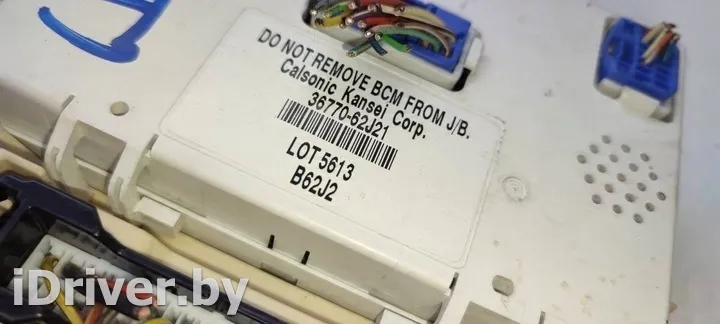 DO NOT REMOVE BCM FROM J/B.
Calsonic Kansei Corp.
36770-62J21
LOT 5613
B62J2
iDriver.by